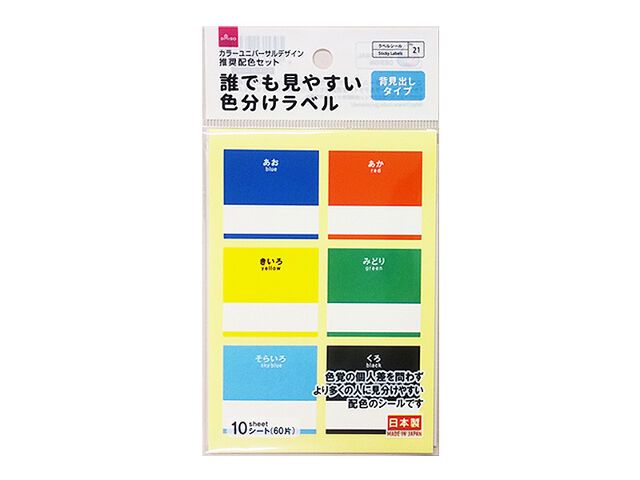 DAISO
ラベルシール
Sticky Labels
21
カラーユニバーサルデザイン
推奨配色セット
誰でも見やすい
色分けラベル
背見出し
タイプ
あお
blue
あか
red
きいろ
yellow
みどり
green
そらいろ
sky blue
くろ
black
色覚の個人差を問わず
より多くの人に見分けやすい
配色のシールです
10 sheet
シート(60片)
日本製
MADE IN JAPAN